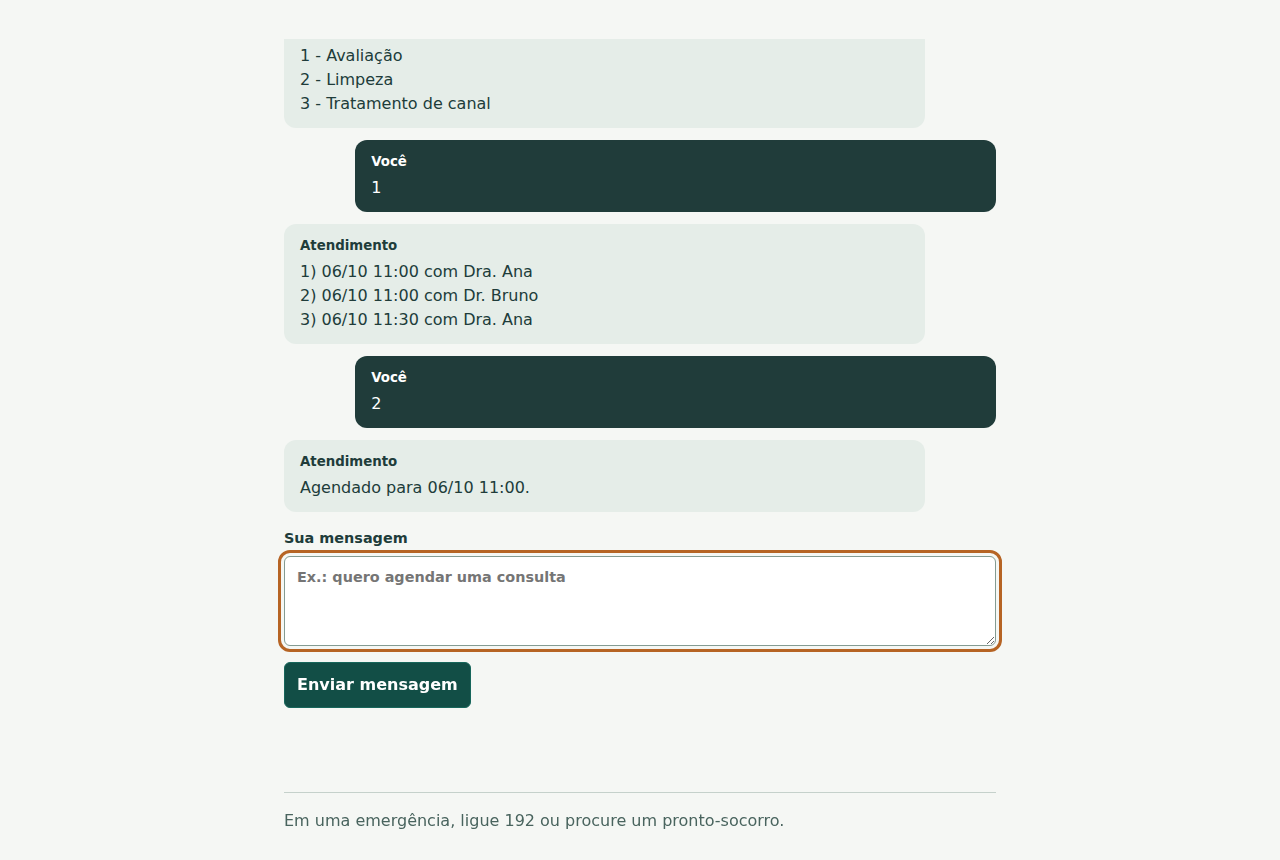 1 - Avaliação
2 - Limpeza
3 - Tratamento de canal
Você
1
Atendimento
1) 06/10 11:00 com Dra. Ana
2) 06/10 11:00 com Dr. Bruno
3) 06/10 11:30 com Dra. Ana
Você
2
Atendimento
Agendado para 06/10 11:00.
Sua mensagem
Ex.: quero agendar uma consulta
Enviar mensagem
Em uma emergência, ligue 192 ou procure um pronto-socorro.